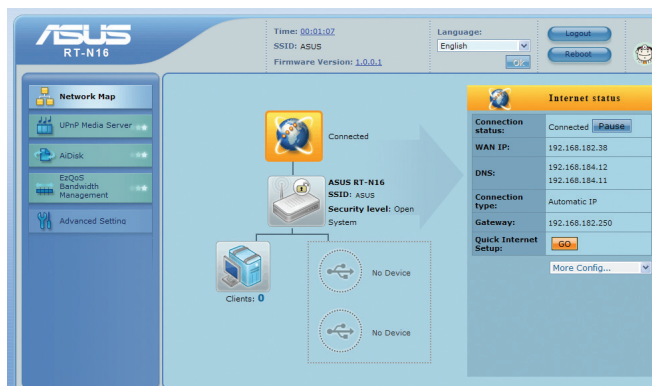 ASUS
RT-N16
Time: 00:01:07
SSID: ASUS
Firmware Version: 1.0.0.1
Language:
English
Ok
Logout
Reboot
Network Map
UPnP Media Server
AiDisk
EzQoS
Bandwidth
Management
Advanced Setting
Connected
ASUS RT-N16
SSID: ASUS
Security level: Open
System
Clients: 0
No Device
No Device
Internet status
Connection
status:
Connected Pause
WAN IP: 192.168.182.38
DNS: 192.168.184.12
192.168.184.11
Connection
type:
Automatic IP
Gateway: 192.168.182.250
Quick Internet
Setup:
GO
More Config...